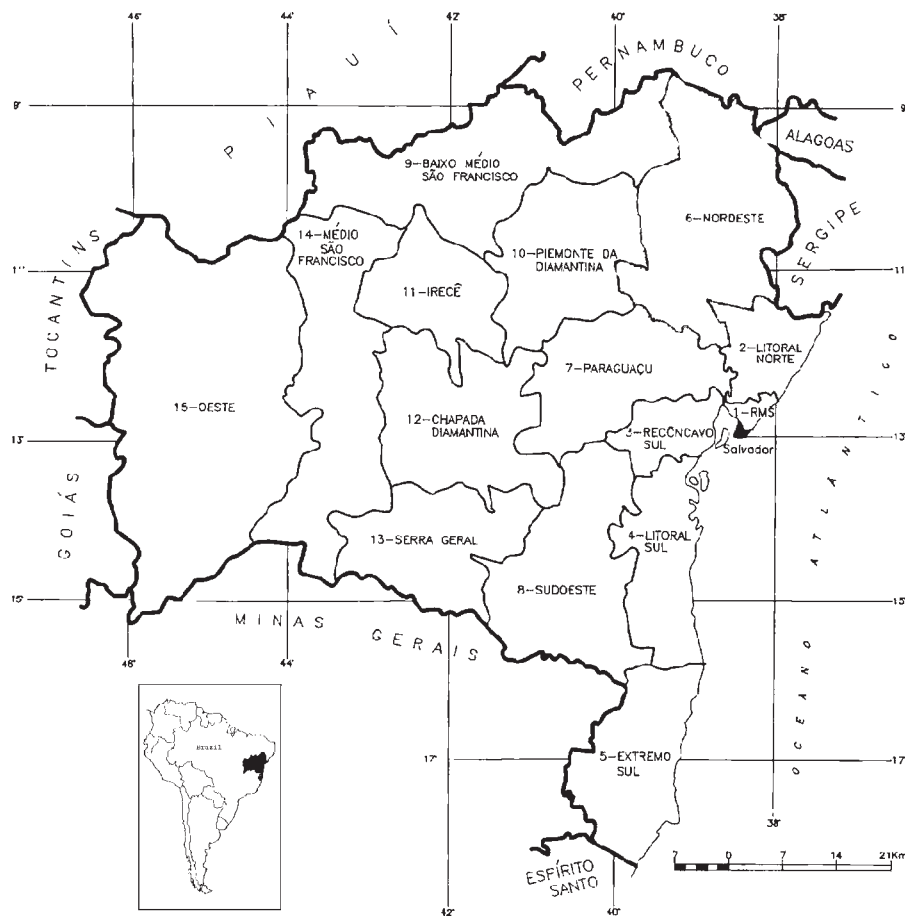 46° 44° 42° 40° 38°
PIAUÍ
PERNAMBUCO
9° 9°
ALAGOAS
9–BAIXO MÉDIO
SÃO FRANCISCO
6–NORDESTE
SERGIPE
14–MÉDIO
SÃO
FRANCISCO
10–PIEMONTE DA
DIAMANTINA
TOCANTINS
11° 11°
11–IRECÊ
2–LITORAL
NORTE
7–PARAGUAÇU
15–OESTE
12–CHAPADA
DIAMANTINA
1–RMS
3–RECÔNCAVO
SUL
Salvador
13° 13°
GOIÁS
13–SERRA GERAL
4–LITORAL
SUL
8–SUDOESTE
OCEANO ATLÂNTICO
15° 15°
MINAS GERAIS
46° 44° 42°
Brazil
5–EXTREMO
SUL
17° 17°
38°
ESPÍRITO
SANTO
7 0 7 14 21Km
42° 40°